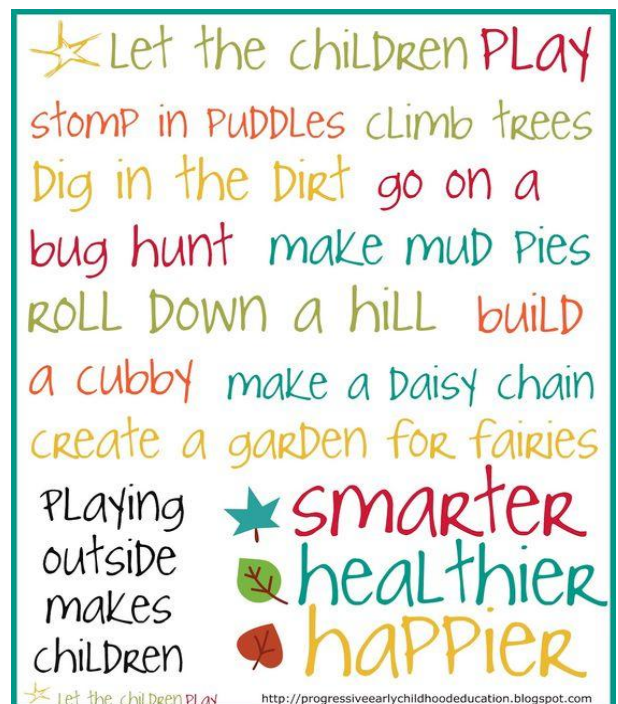 Let the children PLAY
stomp in puddles climb trees
Dig in the Dirt go on a
bug hunt make mud pies
Roll down a hill build
a cubby make a daisy chain
create a garden for fairies
Playing
outside
makes
children
smarter
healthier
happier
Let the children PLAY
http://progressiveearlychildhoodeducation.blogspot.com